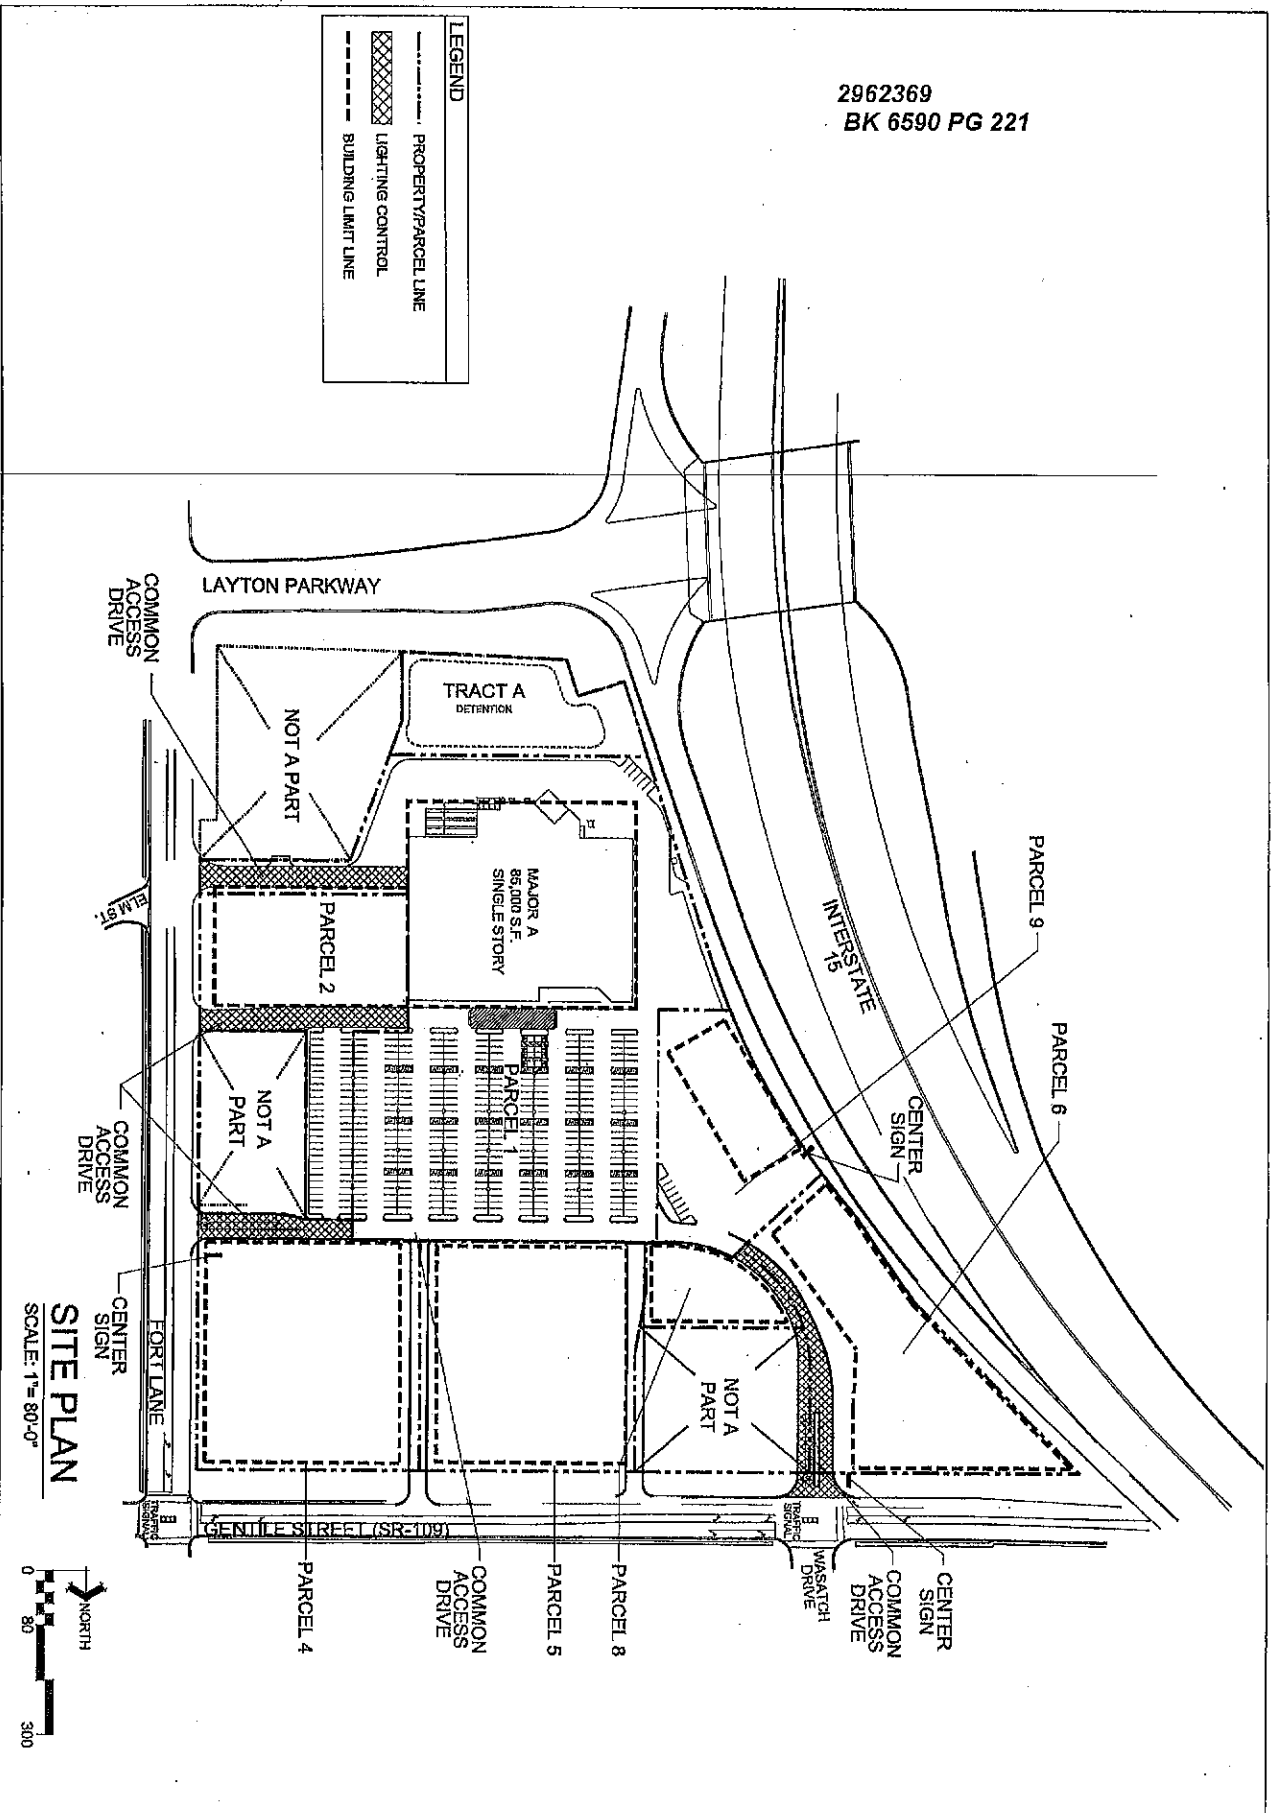 2962369
BK 6590 PG 221
LEGEND
PROPERTY/PARCEL LINE
LIGHTING CONTROL
BUILDING LIMIT LINE
LAYTON PARKWAY
COMMON
ACCESS
DRIVE
NOT A PART
TRACT A
DETENTION
MAJOR A
85,000 S.F.
SINGLE STORY
PARCEL 2
ELM ST.
INTERSTATE
15
PARCEL 9
PARCEL 6
CENTER
SIGN
PARCEL 1
NOT A
PART
COMMON
ACCESS
DRIVE
CENTER
SIGN
FORT LANE
NOT A
PART
TRAFFIC
SIGNAL
GENTILE STREET (SR-109)
TRAFFIC
SIGNAL
WASATCH
DRIVE
PARCEL 4
COMMON
ACCESS
DRIVE
PARCEL 5
PARCEL 8
COMMON
ACCESS
DRIVE
CENTER
SIGN
SITE PLAN
SCALE: 1"= 80'-0"
NORTH
0 80 300